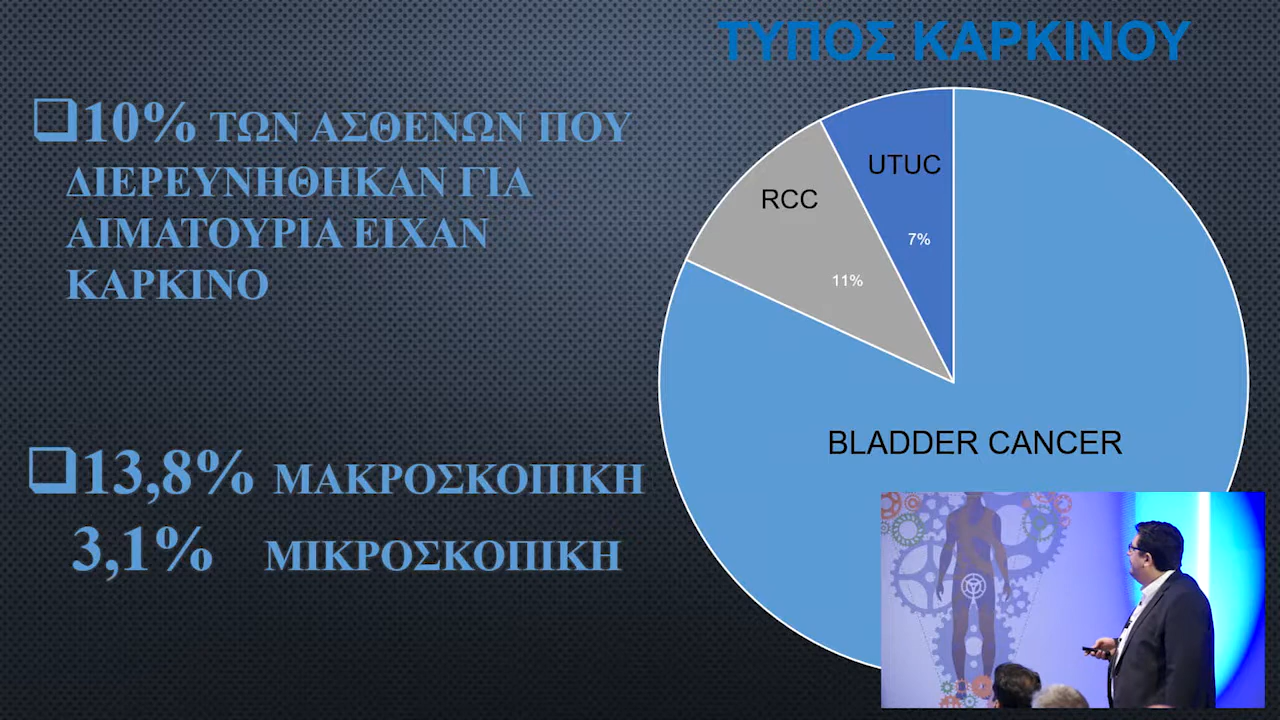 ΤΥΠΟΣ ΚΑΡΚΙΝΟΥ
10% ΤΩΝ ΑΣΘΕΝΩΝ ΠΟΥ
ΔΙΕΡΕΥΝΗΘΗΚΑΝ ΓΙΑ
ΑΙΜΑΤΟΥΡΙΑ ΕΙΧΑΝ
ΚΑΡΚΙΝΟ
13,8% ΜΑΚΡΟΣΚΟΠΙΚΗ
3,1% ΜΙΚΡΟΣΚΟΠΙΚΗ
UTUC
7%
RCC
11%
BLADDER CANCER